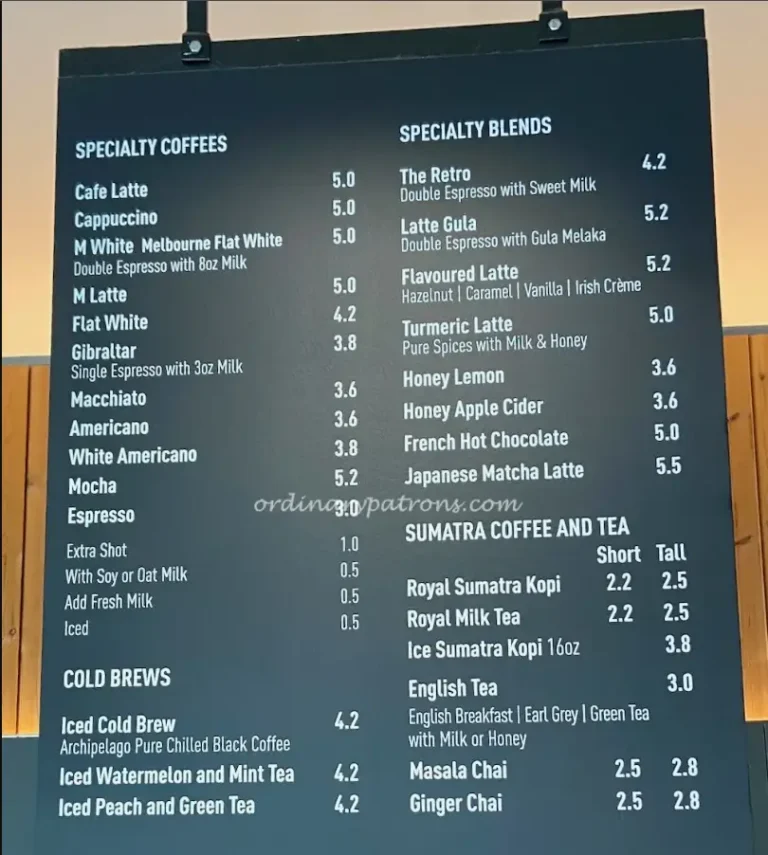 SPECIALTY COFFEES
Cafe Latte 5.0
Cappuccino 5.0
M White Melbourne Flat White 5.0
Double Espresso with 8oz Milk
M Latte 5.0
Flat White 4.2
Gibraltar 3.8
Single Espresso with 3oz Milk
Macchiato 3.6
Americano 3.6
White Americano 3.8
Mocha 5.2
Espresso 3.0
Extra Shot 1.0
With Soy or Oat Milk 0.5
Add Fresh Milk 0.5
Iced 0.5
COLD BREWS
Iced Cold Brew 4.2
Archipelago Pure Chilled Black Coffee
Iced Watermelon and Mint Tea 4.2
Iced Peach and Green Tea 4.2
SPECIALTY BLENDS
The Retro 4.2
Double Espresso with Sweet Milk
Latte Gula 5.2
Double Espresso with Gula Melaka
Flavoured Latte 5.2
Hazelnut | Caramel | Vanilla | Irish Crème
Turmeric Latte 5.0
Pure Spices with Milk & Honey
Honey Lemon 3.6
Honey Apple Cider 3.6
French Hot Chocolate 5.0
Japanese Matcha Latte 5.5
SUMATRA COFFEE AND TEA
Short Tall
Royal Sumatra Kopi 2.2 2.5
Royal Milk Tea 2.2 2.5
Ice Sumatra Kopi 16oz 3.8
English Tea 3.0
English Breakfast | Earl Grey | Green Tea
with Milk or Honey
Masala Chai 2.5 2.8
Ginger Chai 2.5 2.8
ordinarypatrons.com